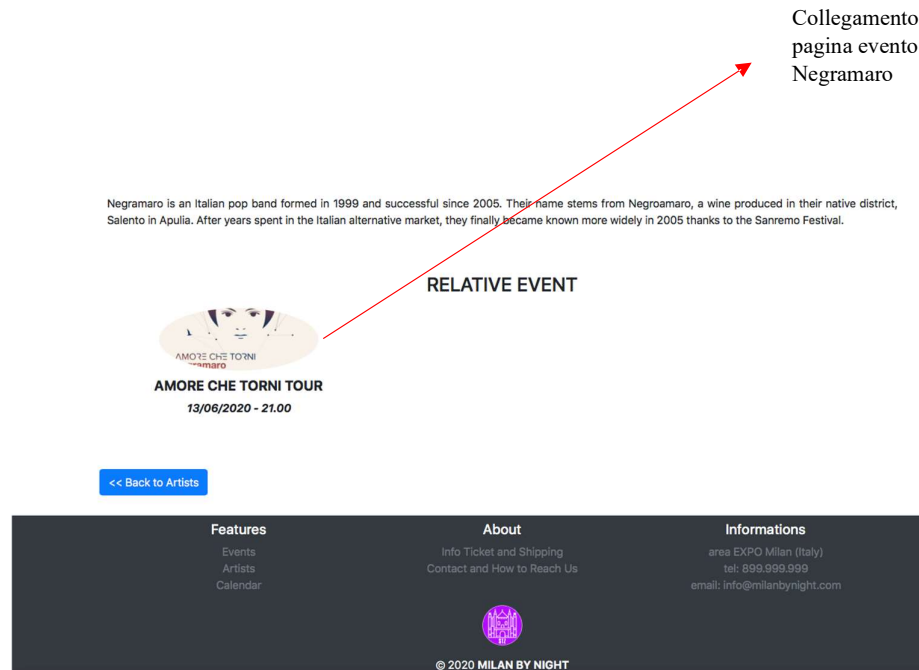 Collegamento
pagina evento
Negramaro
Negramaro is an Italian pop band formed in 1999 and successful since 2005. Their name stems from Negroamaro, a wine produced in their native district,
Salento in Apulia. After years spent in the Italian alternative market, they finally became known more widely in 2005 thanks to the Sanremo Festival.
RELATIVE EVENT
AMORE CHE TORNI
AMORE CHE TORNI TOUR
13/06/2020 - 21.00
<< Back to Artists
Features
About
Informations
Events
Info Ticket and Shipping
area EXPO Milan (Italy)
Artists
Contact and How to Reach Us
tel: 899.999.999
Calendar
email: info@milanbynight.com
© 2020 MILAN BY NIGHT